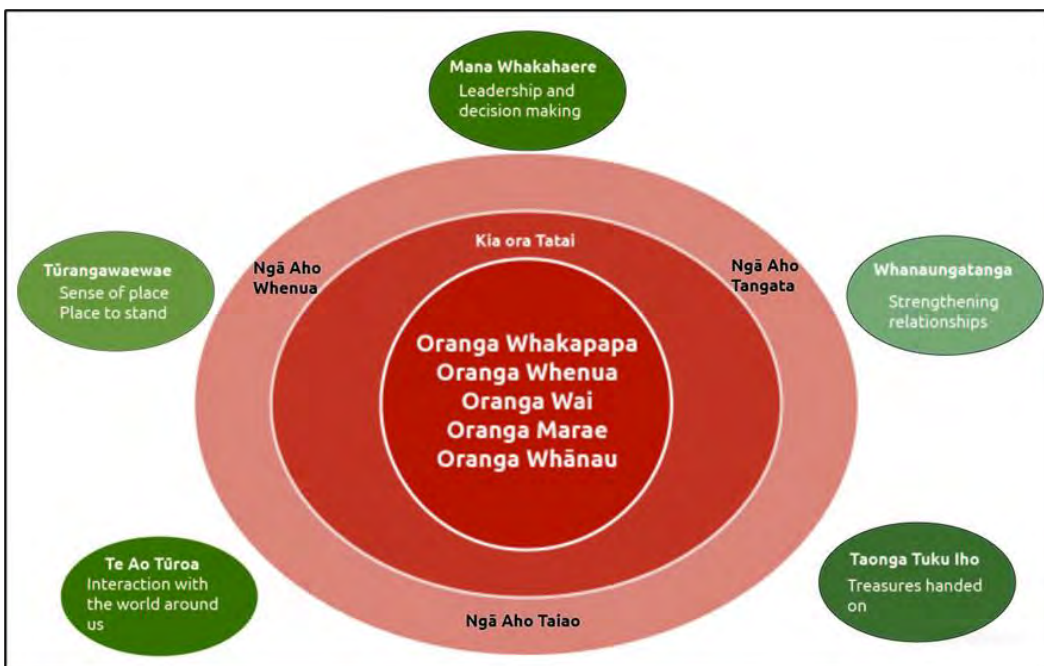 Mana Whakahaere
Leadership and
decision making
Kia ora Tatai
Ngā Aho
Whenua
Ngā Aho
Tangata
Tūrangawaewae
Sense of place
Place to stand
Whanaungatanga
Strengthening
relationships
Oranga Whakapapa
Oranga Whenua
Oranga Wai
Oranga Marae
Oranga Whānau
Te Ao Tūroa
Interaction with
the world around
us
Taonga Tuku Iho
Treasures handed
on
Ngā Aho Taiao